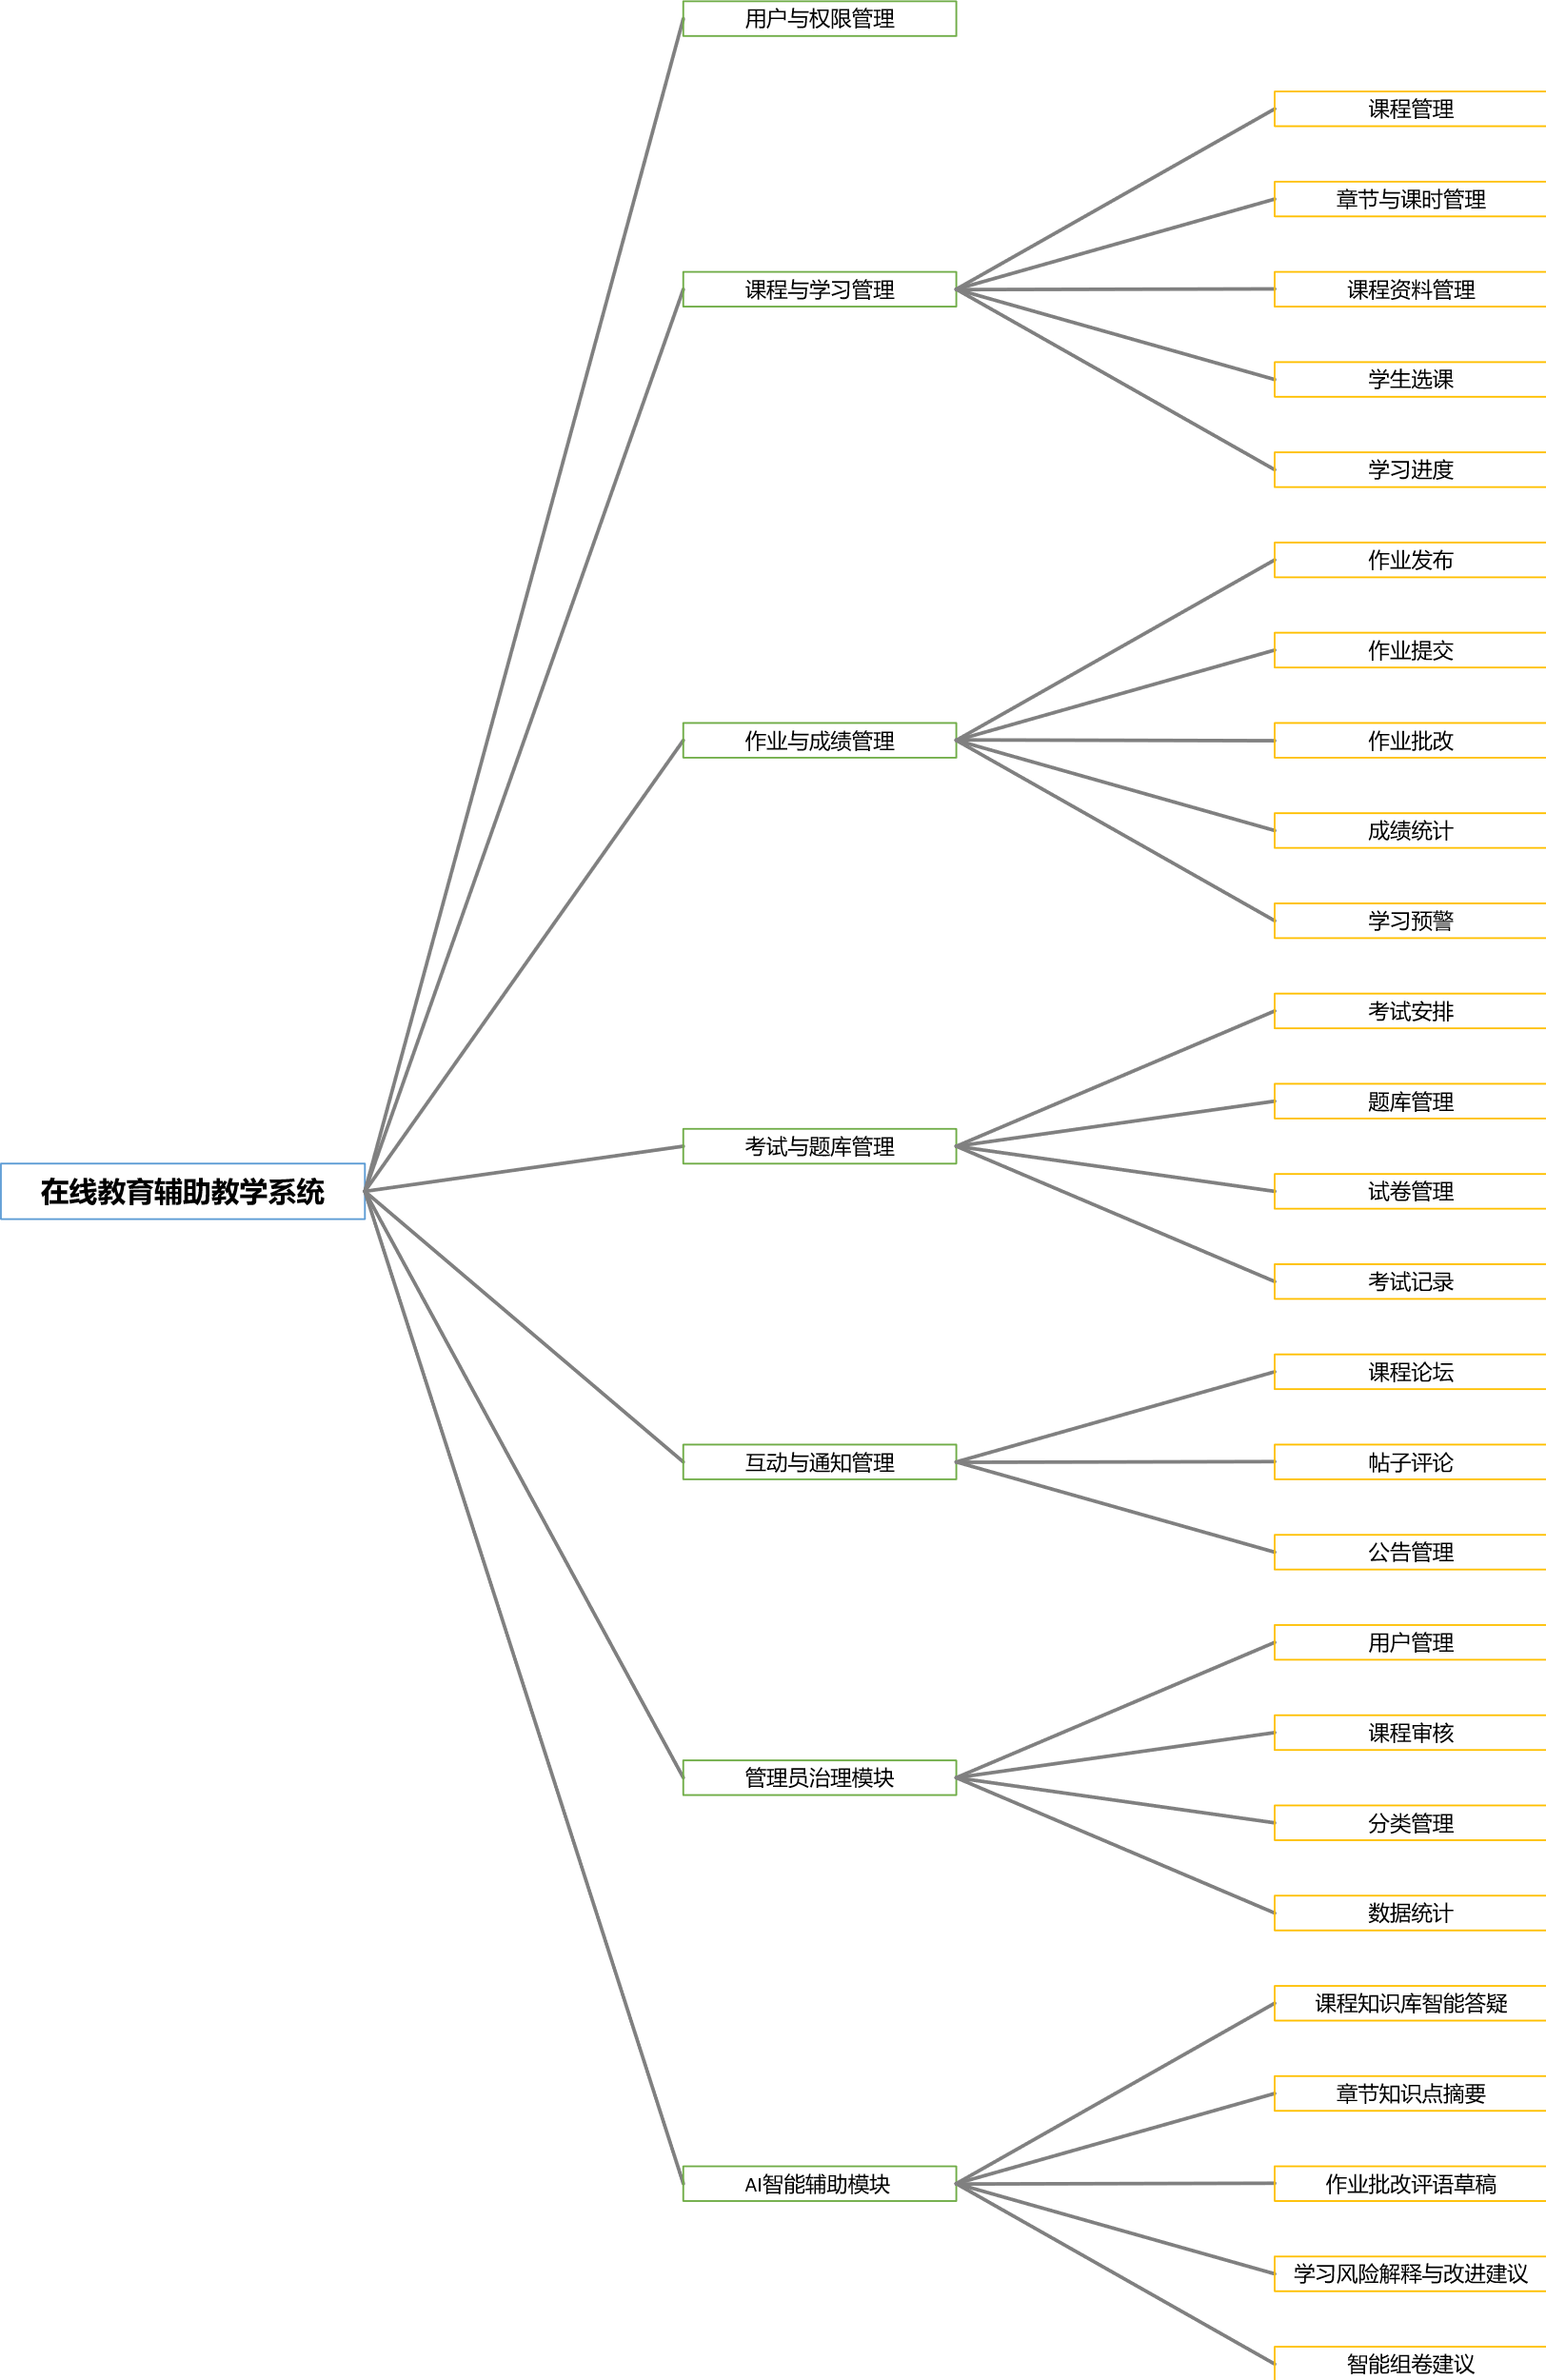 在线教育辅助教学系统
用户与权限管理
课程与学习管理
课程管理
章节与课时管理
课程资料管理
学生选课
学习进度
作业与成绩管理
作业发布
作业提交
作业批改
成绩统计
学习预警
考试与题库管理
考试安排
题库管理
试卷管理
考试记录
互动与通知管理
课程论坛
帖子评论
公告管理
管理员治理模块
用户管理
课程审核
分类管理
数据统计
AI智能辅助模块
课程知识库智能答疑
章节知识点摘要
作业批改评语草稿
学习风险解释与改进建议
智能组卷建议